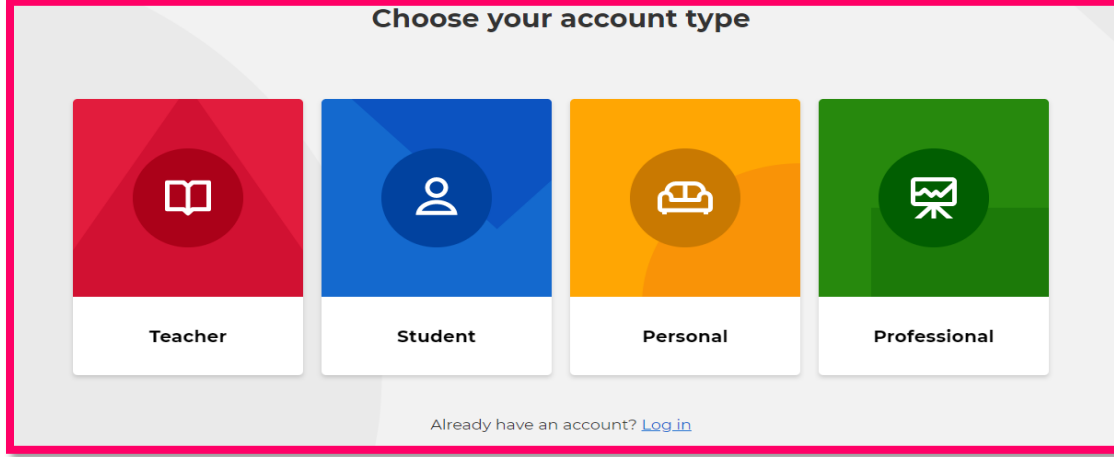 Choose your account type
Teacher
Student
Personal
Professional
Already have an account? Log in